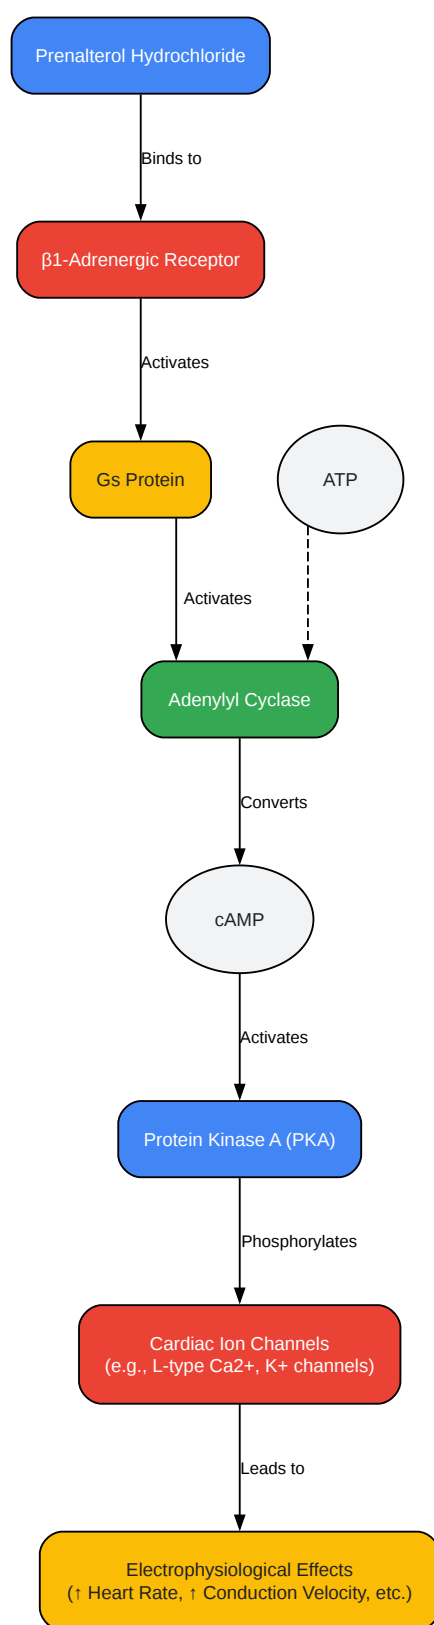 Prenalterol Hydrochloride
Binds to
β1-Adrenergic Receptor
Activates
Gs Protein
ATP
Activates
Adenylyl Cyclase
Converts
cAMP
Activates
Protein Kinase A (PKA)
Phosphorylates
Cardiac Ion Channels
(e.g., L-type Ca2+, K+ channels)
Leads to
Electrophysiological Effects
(↑ Heart Rate, ↑ Conduction Velocity, etc.)